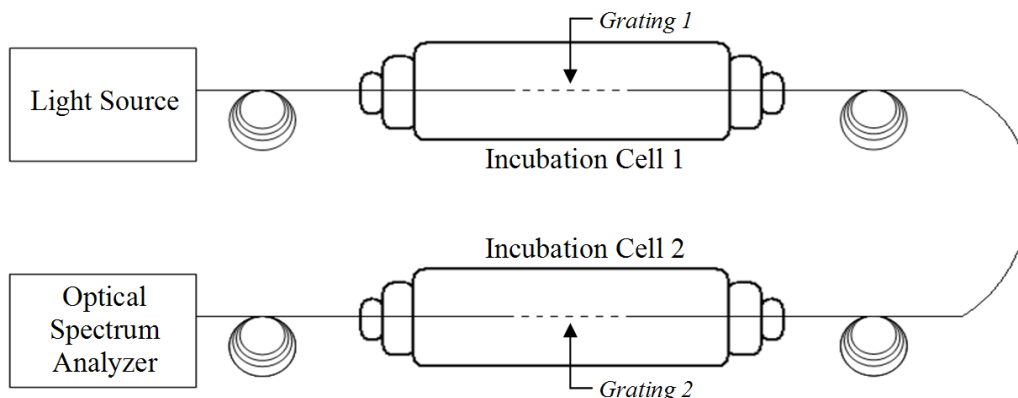 Grating 1
Light Source
Incubation Cell 1
Incubation Cell 2
Optical
Spectrum
Analyzer
Grating 2